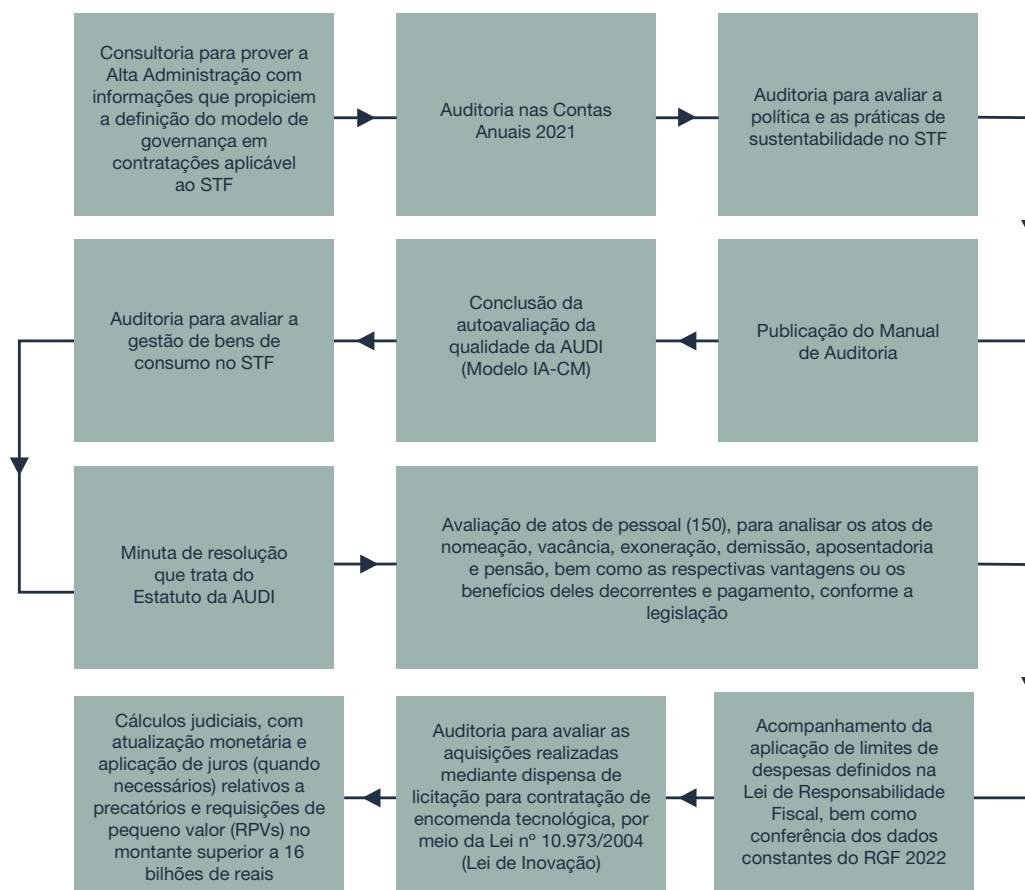 Consultoria para prover a
Alta Administração com
informações que propiciem
a definição do modelo de
governança em
contratações aplicável
ao STF
Auditoria nas Contas
Anuais 2021
Auditoria para avaliar a
política e as práticas de
sustentabilidade no STF
Publicação do Manual
de Auditoria
Conclusão da
autoavaliação da
qualidade da AUDI
(Modelo IA-CM)
Auditoria para avaliar a
gestão de bens de
consumo no STF
Minuta de resolução
que trata do
Estatuto da AUDI
Avaliação de atos de pessoal (150), para analisar os atos de
nomeação, vacância, exoneração, demissão, aposentadoria
e pensão, bem como as respectivas vantagens ou os
benefícios deles decorrentes e pagamento, conforme a
legislação
Acompanhamento da
aplicação de limites de
despesas definidos na
Lei de Responsabilidade
Fiscal, bem como
conferência dos dados
constantes do RGF 2022
Auditoria para avaliar as
aquisições realizadas
mediante dispensa de
licitação para contratação de
encomenda tecnológica, por
meio da Lei nº 10.973/2004
(Lei de Inovação)
Cálculos judiciais, com
atualização monetária e
aplicação de juros (quando
necessários) relativos a
precatórios e requisições de
pequeno valor (RPVs) no
montante superior a 16
bilhões de reais